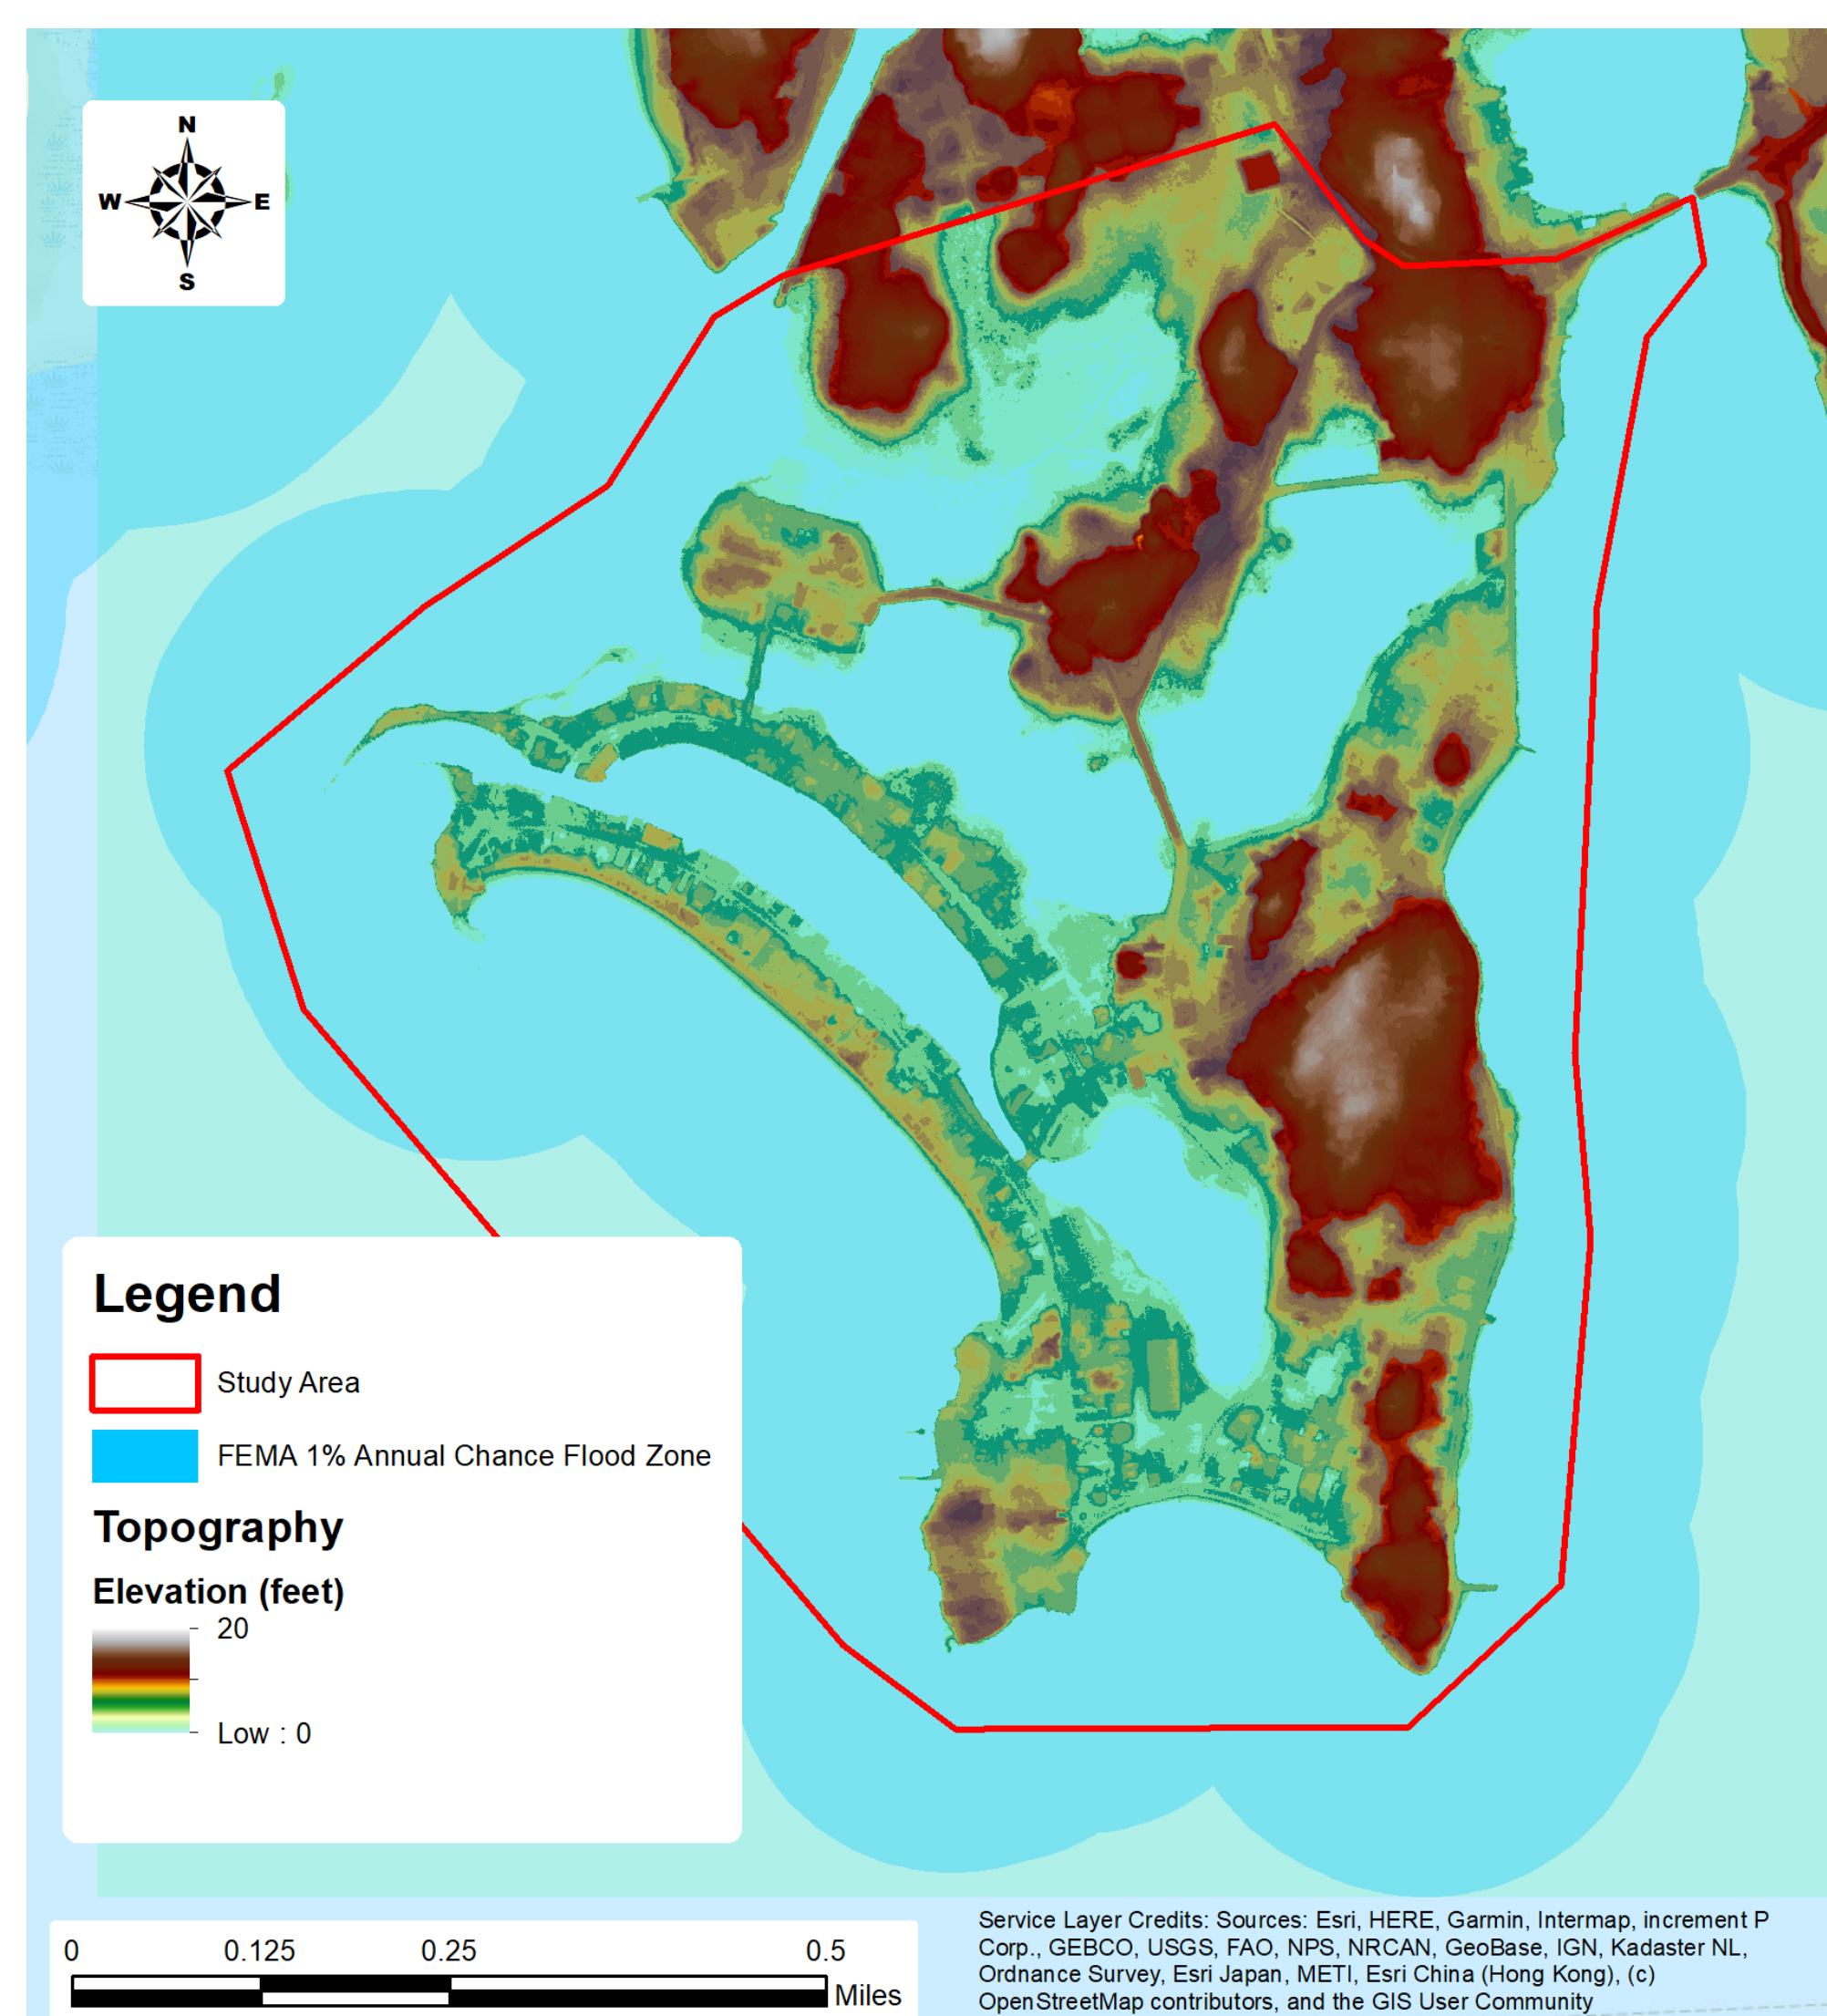 N
W E
S
Legend
Study Area
FEMA 1% Annual Chance Flood Zone
Topography
Elevation (feet)
20
Low : 0
0 0.125 0.25 0.5
Miles
Service Layer Credits: Sources: Esri, HERE, Garmin, Intermap, increment P
Corp., GEBCO, USGS, FAO, NPS, NRCAN, GeoBase, IGN, Kadaster NL,
Ordnance Survey, Esri Japan, METI, Esri China (Hong Kong), (c)
OpenStreetMap contributors, and the GIS User Community